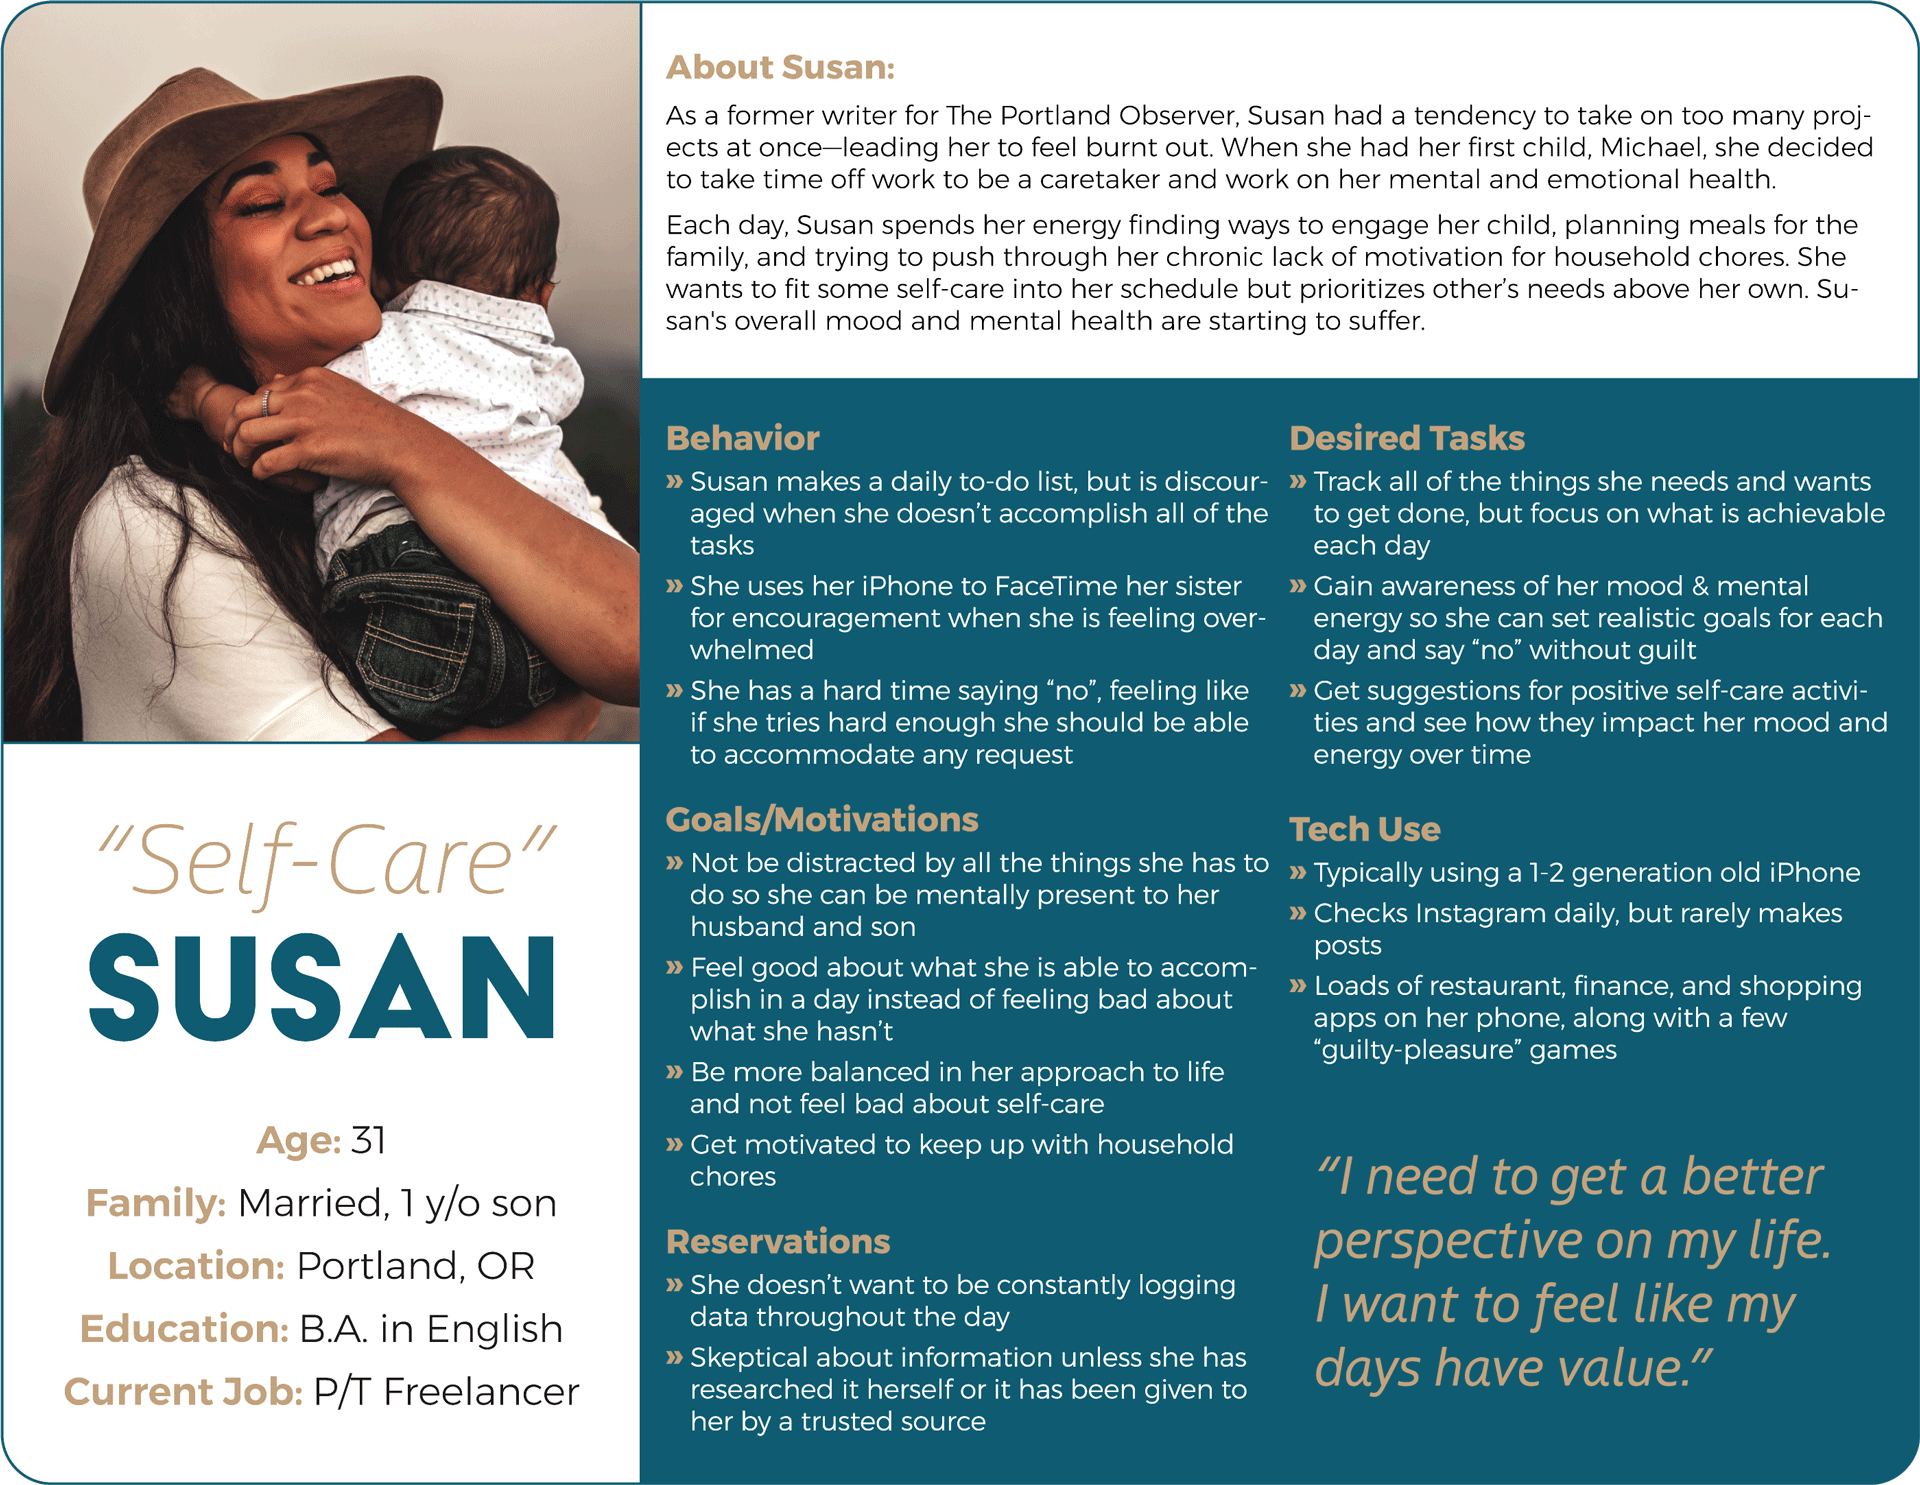 About Susan:
As a former writer for The Portland Observer, Susan had a tendency to take on too many proj-
ects at once—leading her to feel burnt out. When she had her first child, Michael, she decided
to take time off work to be a caretaker and work on her mental and emotional health.
Each day, Susan spends her energy finding ways to engage her child, planning meals for the
family, and trying to push through her chronic lack of motivation for household chores. She
wants to fit some self-care into her schedule but prioritizes other’s needs above her own. Su-
san's overall mood and mental health are starting to suffer.
“Self-Care”
SUSAN
Age: 31
Family: Married, 1 y/o son
Location: Portland, OR
Education: B.A. in English
Current Job: P/T Freelancer
Behavior
» Susan makes a daily to-do list, but is discour-
aged when she doesn’t accomplish all of the
tasks
» She uses her iPhone to FaceTime her sister
for encouragement when she is feeling over-
whelmed
» She has a hard time saying “no”, feeling like
if she tries hard enough she should be able
to accommodate any request
Goals/Motivations
» Not be distracted by all the things she has to
do so she can be mentally present to her
husband and son
» Feel good about what she is able to accom-
plish in a day instead of feeling bad about
what she hasn’t
» Be more balanced in her approach to life
and not feel bad about self-care
» Get motivated to keep up with household
chores
Reservations
» She doesn’t want to be constantly logging
data throughout the day
» Skeptical about information unless she has
researched it herself or it has been given to
her by a trusted source
Desired Tasks
» Track all of the things she needs and wants
to get done, but focus on what is achievable
each day
» Gain awareness of her mood & mental
energy so she can set realistic goals for each
day and say “no” without guilt
» Get suggestions for positive self-care activi-
ties and see how they impact her mood and
energy over time
Tech Use
» Typically using a 1-2 generation old iPhone
» Checks Instagram daily, but rarely makes
posts
» Loads of restaurant, finance, and shopping
apps on her phone, along with a few
“guilty-pleasure” games
“I need to get a better
perspective on my life.
I want to feel like my
days have value.”